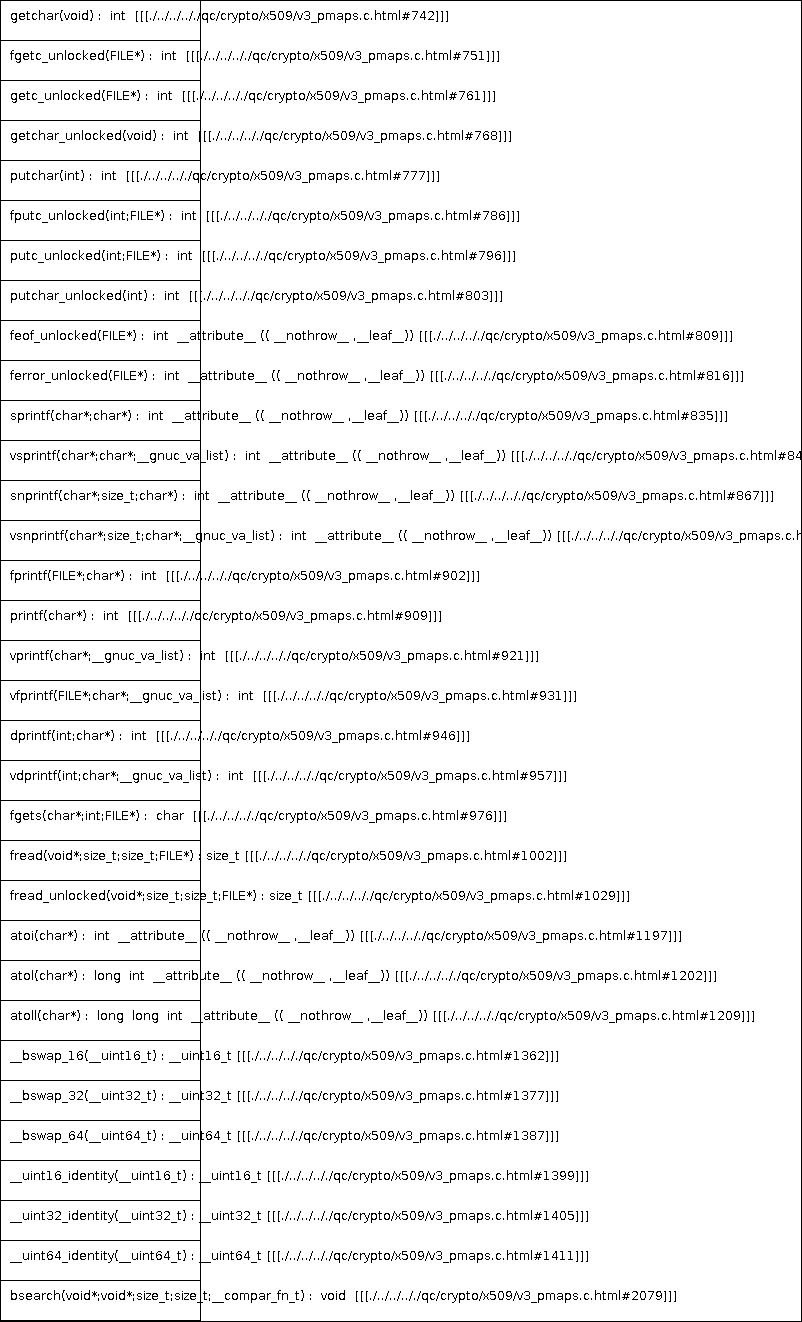 getchar(void) : int [[[./../../../qc/crypto/x509/v3_pmaps.c.html#742]]]
fgetc_unlocked(FILE*) : int [[[./../../../qc/crypto/x509/v3_pmaps.c.html#751]]]
getc_unlocked(FILE*) : int [[[./../../../qc/crypto/x509/v3_pmaps.c.html#761]]]
getchar_unlocked(void) : int [[[./../../../qc/crypto/x509/v3_pmaps.c.html#768]]]
putchar(int) : int [[[./../../../qc/crypto/x509/v3_pmaps.c.html#777]]]
fputc_unlocked(int;FILE*) : int [[[./../../../qc/crypto/x509/v3_pmaps.c.html#786]]]
putc_unlocked(int;FILE*) : int [[[./../../../qc/crypto/x509/v3_pmaps.c.html#796]]]
putchar_unlocked(int) : int [[[./../../../qc/crypto/x509/v3_pmaps.c.html#803]]]
feof_unlocked(FILE*) : int __attribute__ (( __nothrow__ ,__leaf__)) [[[./../../../qc/crypto/x509/v3_pmaps.c.html#809]]]
ferror_unlocked(FILE*) : int __attribute__ (( __nothrow__ ,__leaf__)) [[[./../../../qc/crypto/x509/v3_pmaps.c.html#816]]]
sprintf(char*;char*) : int __attribute__ (( __nothrow__ ,__leaf__)) [[[./../../../qc/crypto/x509/v3_pmaps.c.html#835]]]
vsprintf(char*;char*;__gnuc_va_list) : int __attribute__ (( __nothrow__ ,__leaf__)) [[[./../../../qc/crypto/x509/v3_pmaps.c.html#84
snprintf(char*;size_t;char*) : int __attribute__ (( __nothrow__ ,__leaf__)) [[[./../../../qc/crypto/x509/v3_pmaps.c.html#867]]]
vsnprintf(char*;size_t;char*;__gnuc_va_list) : int __attribute__ (( __nothrow__ ,__leaf__)) [[[./../../../qc/crypto/x509/v3_pmaps.c.h
fprintf(FILE*;char*) : int [[[./../../../qc/crypto/x509/v3_pmaps.c.html#902]]]
printf(char*) : int [[[./../../../qc/crypto/x509/v3_pmaps.c.html#909]]]
vprintf(char*;__gnuc_va_list) : int [[[./../../../qc/crypto/x509/v3_pmaps.c.html#921]]]
vfprintf(FILE*;char*;__gnuc_va_list) : int [[[./../../../qc/crypto/x509/v3_pmaps.c.html#931]]]
dprintf(int;char*) : int [[[./../../../qc/crypto/x509/v3_pmaps.c.html#946]]]
vdprintf(int;char*;__gnuc_va_list) : int [[[./../../../qc/crypto/x509/v3_pmaps.c.html#957]]]
fgets(char*;int;FILE*) : char [[[./../../../qc/crypto/x509/v3_pmaps.c.html#976]]]
fread(void*;size_t;size_t;FILE*) : size_t [[[./../../../qc/crypto/x509/v3_pmaps.c.html#1002]]]
fread_unlocked(void*;size_t;size_t;FILE*) : size_t [[[./../../../qc/crypto/x509/v3_pmaps.c.html#1029]]]
atoi(char*) : int __attribute__ (( __nothrow__ ,__leaf__)) [[[./../../../qc/crypto/x509/v3_pmaps.c.html#1197]]]
atol(char*) : long int __attribute__ (( __nothrow__ ,__leaf__)) [[[./../../../qc/crypto/x509/v3_pmaps.c.html#1202]]]
atoll(char*) : long long int __attribute__ (( __nothrow__ ,__leaf__)) [[[./../../../qc/crypto/x509/v3_pmaps.c.html#1209]]]
__bswap_16(__uint16_t) : __uint16_t [[[./../../../qc/crypto/x509/v3_pmaps.c.html#1362]]]
__bswap_32(__uint32_t) : __uint32_t [[[./../../../qc/crypto/x509/v3_pmaps.c.html#1377]]]
__bswap_64(__uint64_t) : __uint64_t [[[./../../../qc/crypto/x509/v3_pmaps.c.html#1387]]]
__uint16_identity(__uint16_t) : __uint16_t [[[./../../../qc/crypto/x509/v3_pmaps.c.html#1399]]]
__uint32_identity(__uint32_t) : __uint32_t [[[./../../../qc/crypto/x509/v3_pmaps.c.html#1405]]]
__uint64_identity(__uint64_t) : __uint64_t [[[./../../../qc/crypto/x509/v3_pmaps.c.html#1411]]]
bsearch(void*;void*;size_t;size_t;__compar_fn_t) : void [[[./../../../qc/crypto/x509/v3_pmaps.c.html#2079]]]